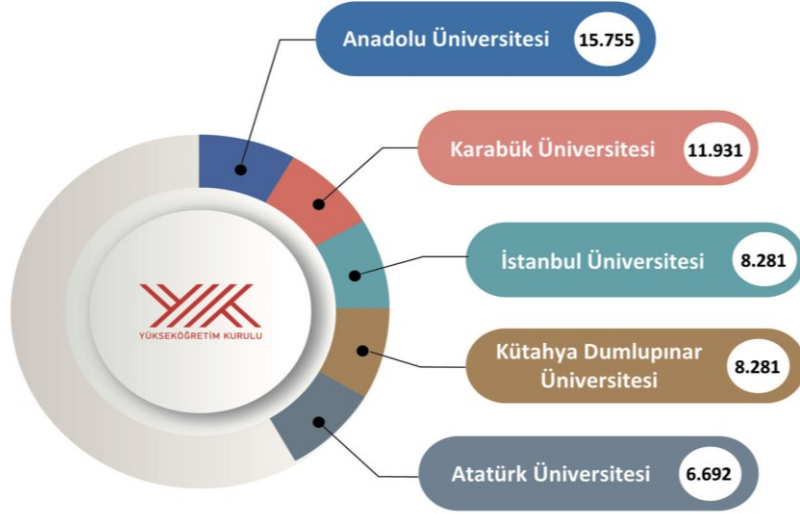 Anadolu Üniversitesi 15.755
Karabük Üniversitesi 11.931
İstanbul Üniversitesi 8.281
YÜKSEKÖĞRETİM KURULU
Kütahya Dumlupınar
Üniversitesi 8.281
Atatürk Üniversitesi 6.692